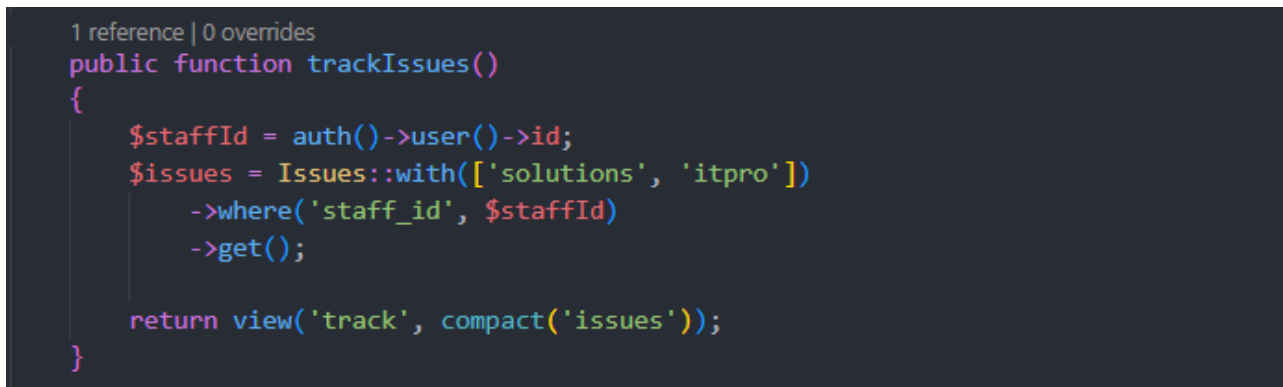 1 reference | 0 overrides
public function trackIssues()
{
    $staffId = auth()->user()->id;
    $issues = Issues::with(['solutions', 'itpro'])
        ->where('staff_id', $staffId)
        ->get();

    return view('track', compact('issues'));
}